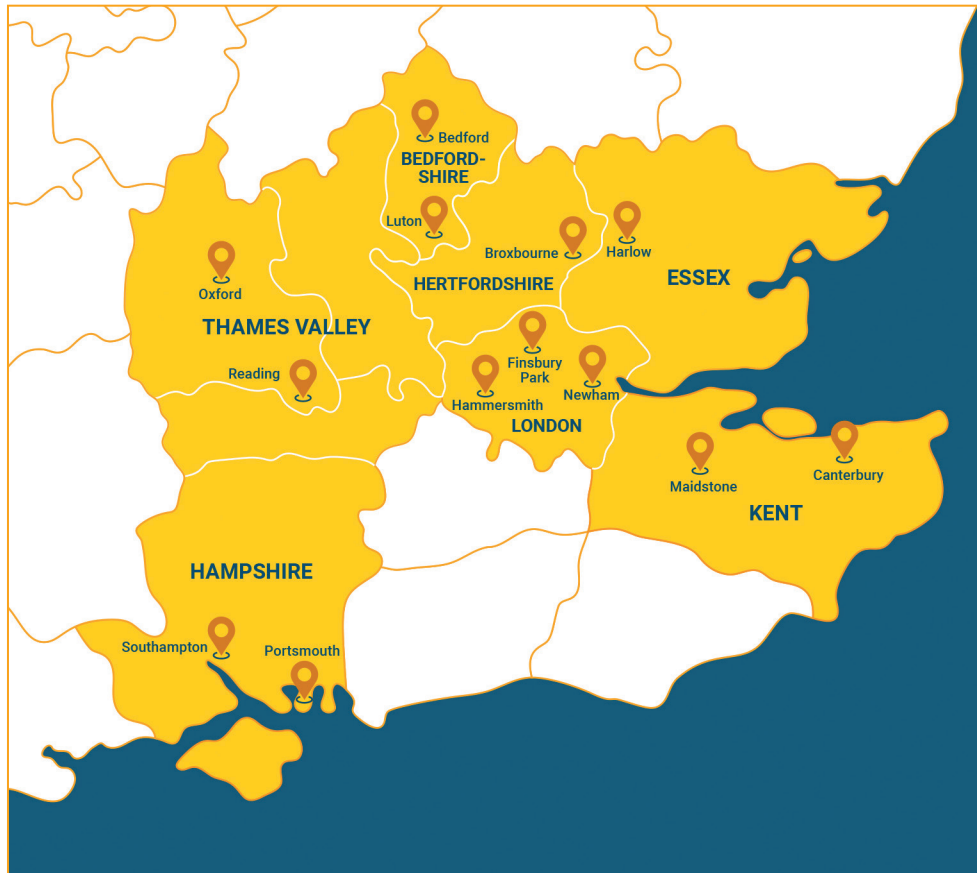 Bedford
BEDFORD-
SHIRE
Luton
Broxbourne
Harlow
HERTFORDSHIRE
ESSEX
Oxford
THAMES VALLEY
Reading
Finsbury
Park
Hammersmith
Newham
LONDON
Maidstone
Canterbury
KENT
HAMPSHIRE
Southampton
Portsmouth